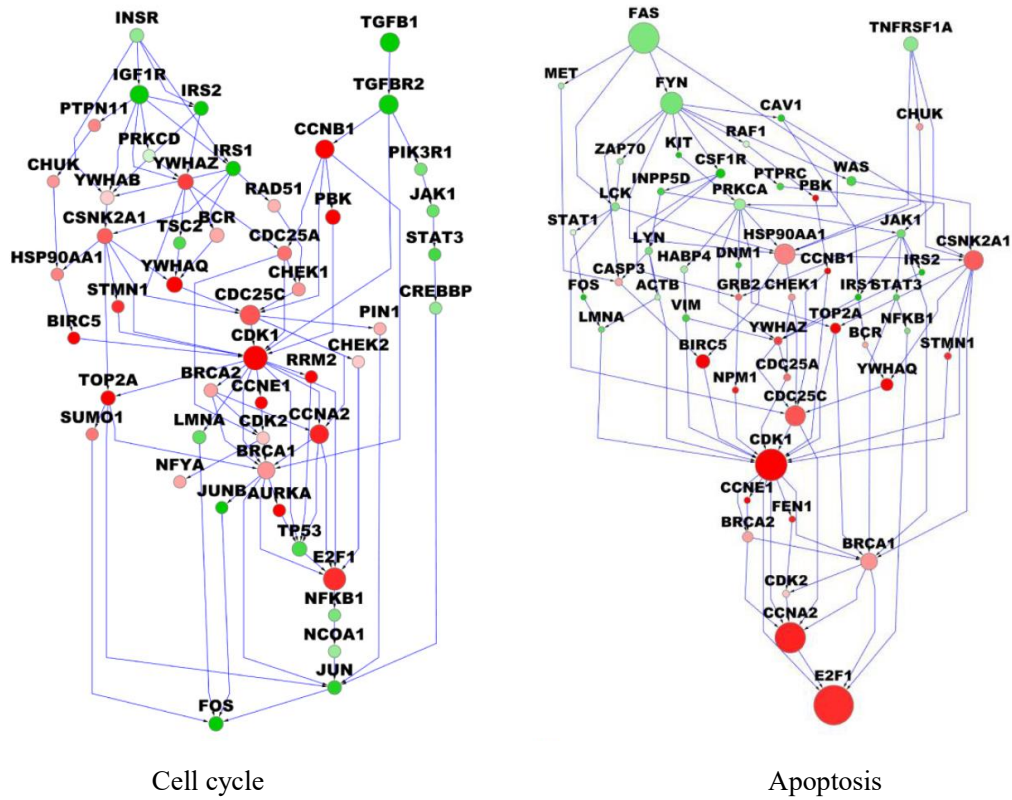 INSR
TGFB1
IGF1R
IRS2
TGFBR2
PTPN11
PRKCD
CCNB1
CHUK
YWHAZ
IRS1
PIK3R1
YWHAB
RAD51
JAK1
CSNK2A1
TSC2
BCR
PBK
HSP90AA1
CDC25A
STAT3
YWHAQ
CHEK1
STMN1
CDC25C
CREBBP
BIRC5
CDK1
PIN1
CHEK2
TOP2A
BRCA2
CCNE1
RRM2
SUMO1
LMNA
CDK2
CCNA2
NFYA
BRCA1
JUNB
AURKA
TP53
E2F1
NFKB1
NCOA1
JUN
FOS
Cell cycle
FAS
TNFRSF1A
MET
FYN
CAV1
CHUK
ZAP70
KIT
RAF1
CSF1R
PTPRC
WAS
LCK
INPP5D
PRKCA
PBK
STAT1
LYN
HSP90AA1
JAK1
CSNK2A1
CASP3
HABP4
DNM1
CCNB1
IRS2
FOS
ACTB
GRB2
CHEK1
IRS1
STAT3
LMNA
VIM
YWHAZ
TOP2A
NFKB1
BIRC5
BCR
STMN1
NPM1
CDC25A
YWHAQ
CDC25C
CDK1
CCNE1
FEN1
BRCA2
BRCA1
CDK2
CCNA2
E2F1
Apoptosis